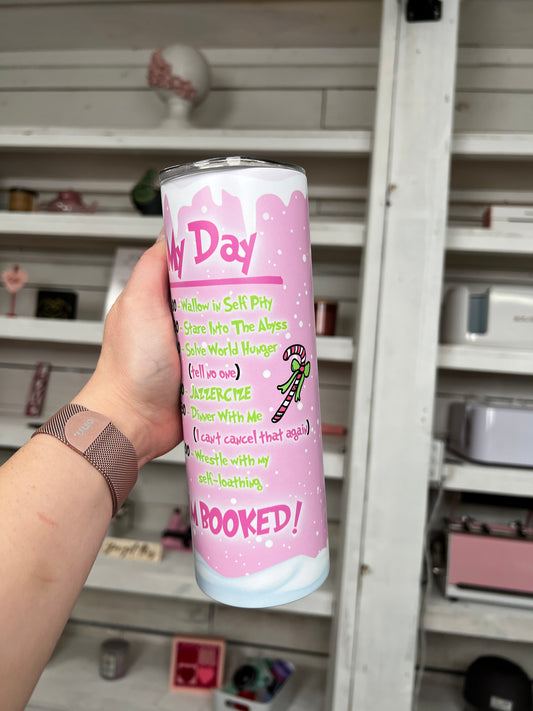 My Day
00 - Wallow in Self Pity
- Stare Into The Abyss
- Solve World Hunger
(tell no one)
- JAZZERCIZE
- Dinner With Me
(I can't cancel that again)
- Wrestle with my
self-loathing
M BOOKED!